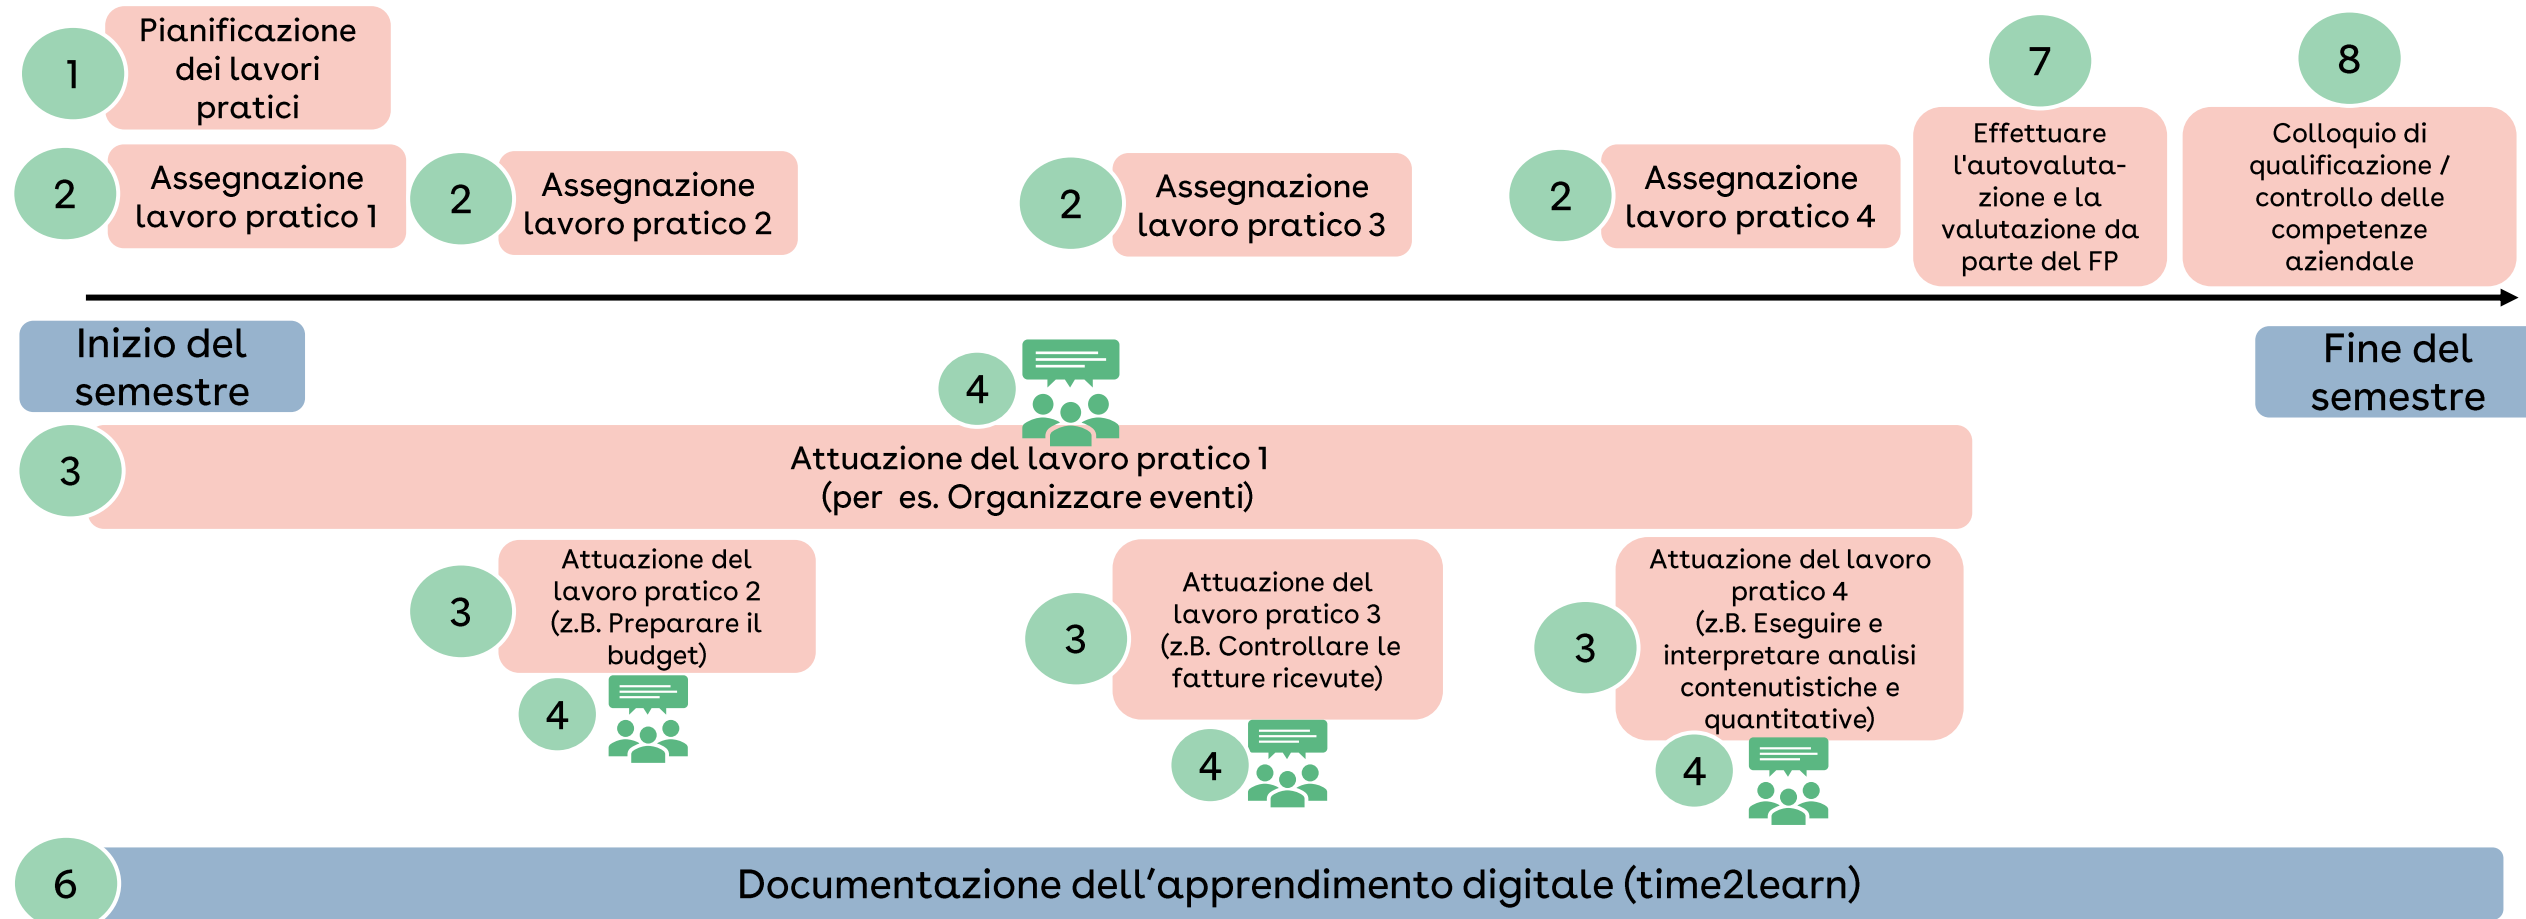 1
Pianificazione
dei lavori
pratici
2
Assegnazione
lavoro pratico 1
2
Assegnazione
lavoro pratico 2
2
Assegnazione
lavoro pratico 3
2
Assegnazione
lavoro pratico 4
7
Effettuare
l'autovaluta-
zione e la
valutazione da
parte del FP
8
Colloquio di
qualificazione /
controllo delle
competenze
aziendale
Inizio del
semestre
Fine del
semestre
4
3
Attuazione del lavoro pratico 1
(per  es. Organizzare eventi)
3
Attuazione del
lavoro pratico 2
(z.B. Preparare il
budget)
4
3
Attuazione del
lavoro pratico 3
(z.B. Controllare le
fatture ricevute)
4
3
Attuazione del lavoro
pratico 4
(z.B. Eseguire e
interpretare analisi
contenutistiche e
quantitative)
4
6
Documentazione dell’apprendimento digitale (time2learn)